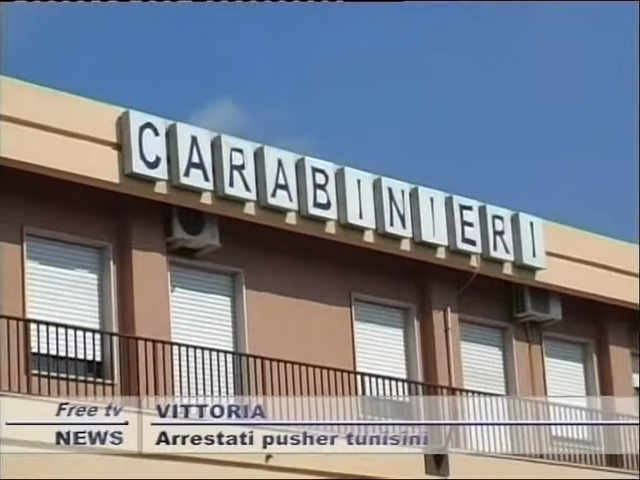 CARABINIERI
Free tv
NEWS
VITTORIA
Arrestati pusher tunisini